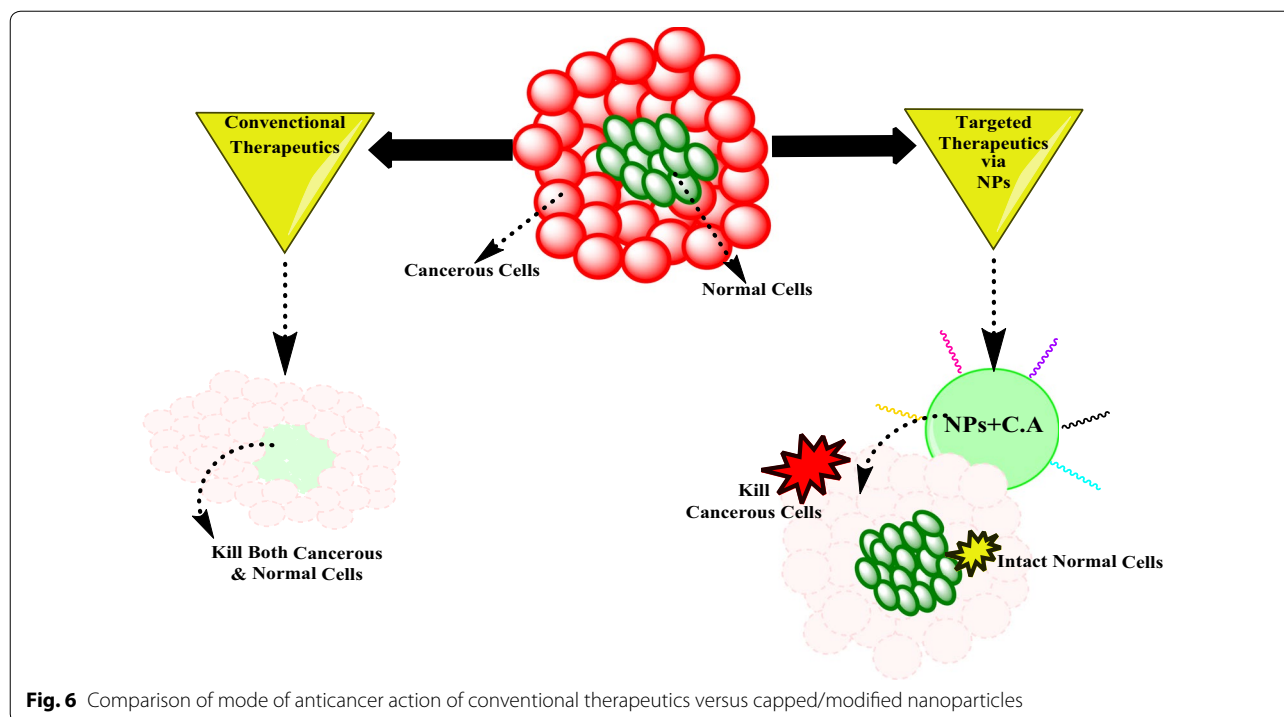 Convenctional
Therapeutics
Targeted
Therapeutics
via
NPs
Cancerous Cells
Normal Cells
NPs+C.A
Kill
Cancerous Cells
Kill Both Cancerous
& Normal Cells
Intact Normal Cells
Fig. 6 Comparison of mode of anticancer action of conventional therapeutics versus capped/modified nanoparticles